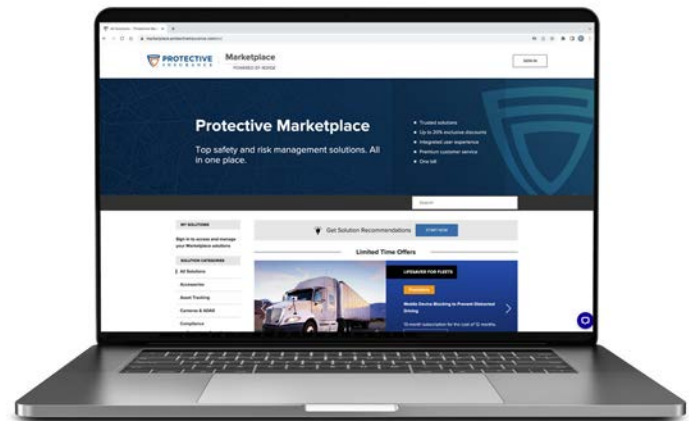 PROTECTIVE
INSURANCE
Marketplace
POWERED BY
SIGN IN
Protective Marketplace
Top safety and risk management solutions. All
in one place.
Trusted solutions
Up to 20% exclusive discounts
Integrated user experience
Premium customer service
One bill
Search
MY SOLUTIONS
Sign in to access and manage
your Marketplace solutions
SOLUTION CATEGORIES
All Solutions
Accessories
Asset Tracking
Cameras & ADAS
Compliance
Get Solution Recommendations
START NOW
Limited Time Offers
LIFESAVER FOR FLEETS
Mobile Device Blocking to Prevent Distracted
Driving
13-month subscription for the cost of 12 months.